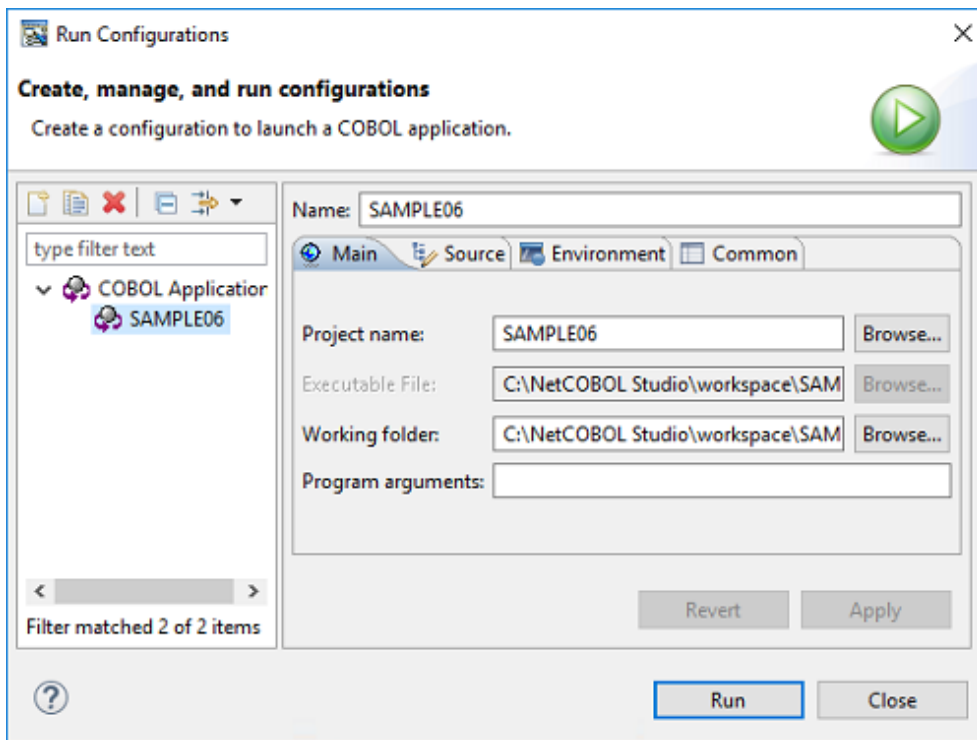 Run Configurations
Create, manage, and run configurations
Create a configuration to launch a COBOL application.
type filter text
COBOL Application
SAMPLE06
Filter matched 2 of 2 items
Name: SAMPLE06
Main Source Environment Common
Project name: SAMPLE06 Browse...
Executable File: C:\NetCOBOL Studio\workspace\SAM Browse...
Working folder: C:\NetCOBOL Studio\workspace\SAM Browse...
Program arguments:
Revert Apply
Run Close